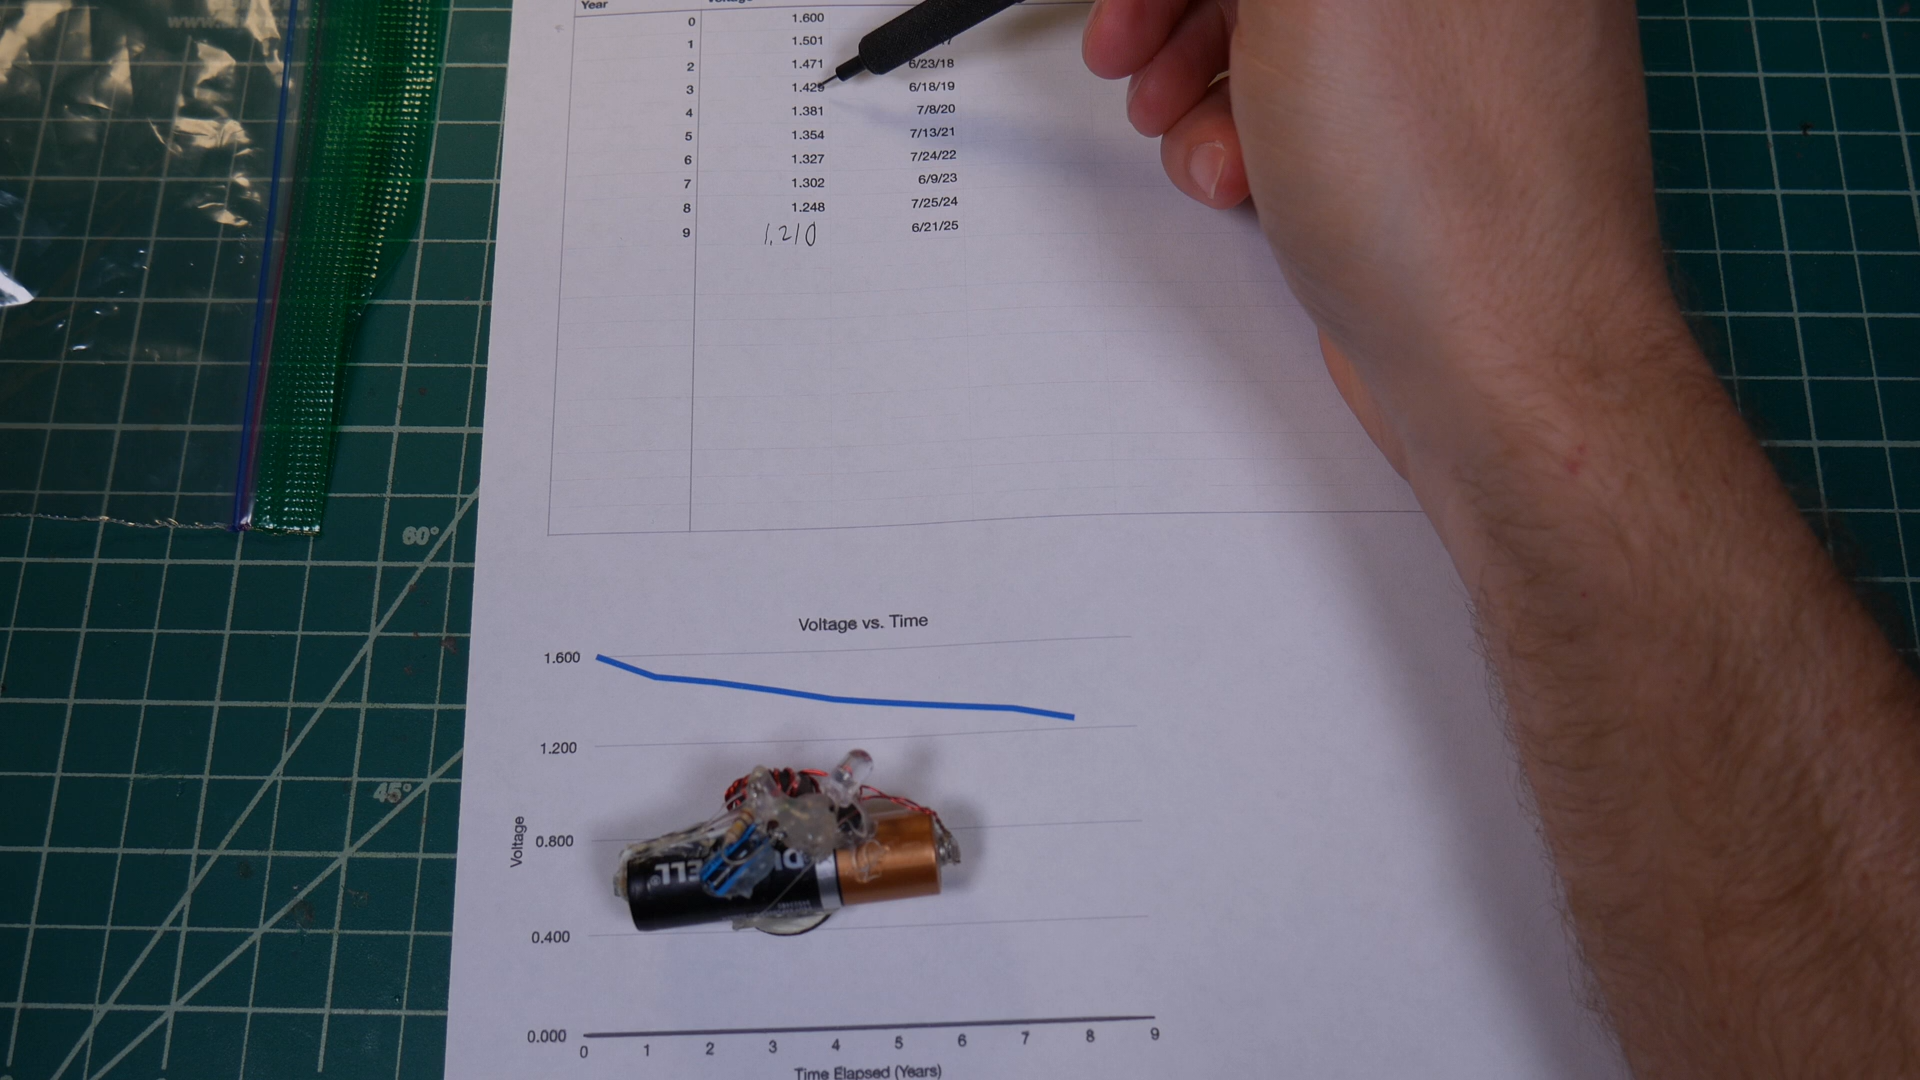 Year
0 1.600
1 1.501
2 1.471 6/23/18
3 1.429 6/18/19
4 1.381 7/8/20
5 1.354 7/13/21
6 1.327 7/24/22
7 1.302 6/9/23
8 1.248 7/25/24
9 1.210 6/21/25
60°
Voltage vs. Time
1.600
1.200
45°
Voltage
0.800
0.400
0.000
0 1 2 3 4 5 6 7 8 9
Time Elapsed (Years)